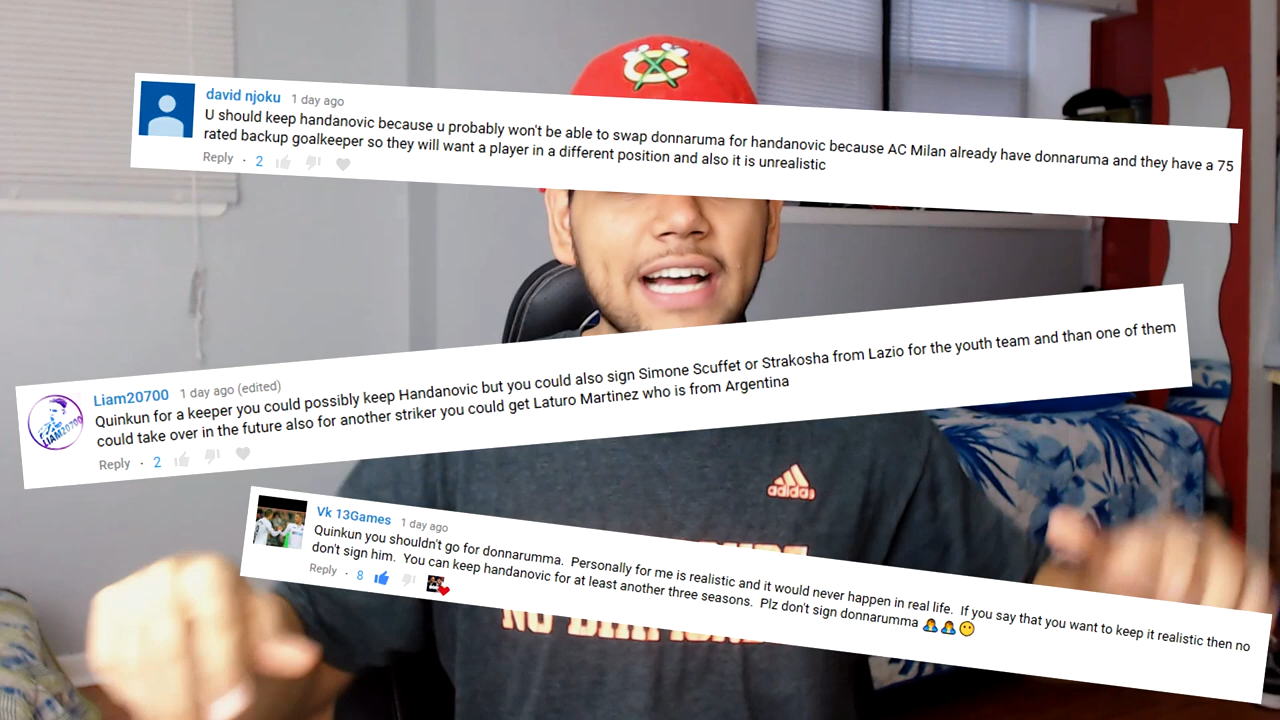 C
david njoku 1 day ago
U should keep handanovic because u probably won't be able to swap donnaruma for handanovic because AC Milan already have donnaruma and they have a 75
rated backup goalkeeper so they will want a player in a different position and also it is unrealistic
Reply · 2
Liam20700 1 day ago (edited)
Quinkun for a keeper you could possibly keep Handanovic but you could also sign Simone Scuffet or Strakosha from Lazio for the youth team and than one of them
could take over in the future also for another striker you could get Laturo Martinez who is from Argentina
LIAM20700
Reply · 2
adidas
Vk 13Games 1 day ago
Quinkun you shouldn't go for donnarumma. Personally for me is realistic and it would never happen in real life. If you say that you want to keep it realistic then no
don't sign him. You can keep handanovic for at least another three seasons. Plz don't sign donnarumma 🤦‍♂️🤦‍♂️😶
Reply · 8
NO